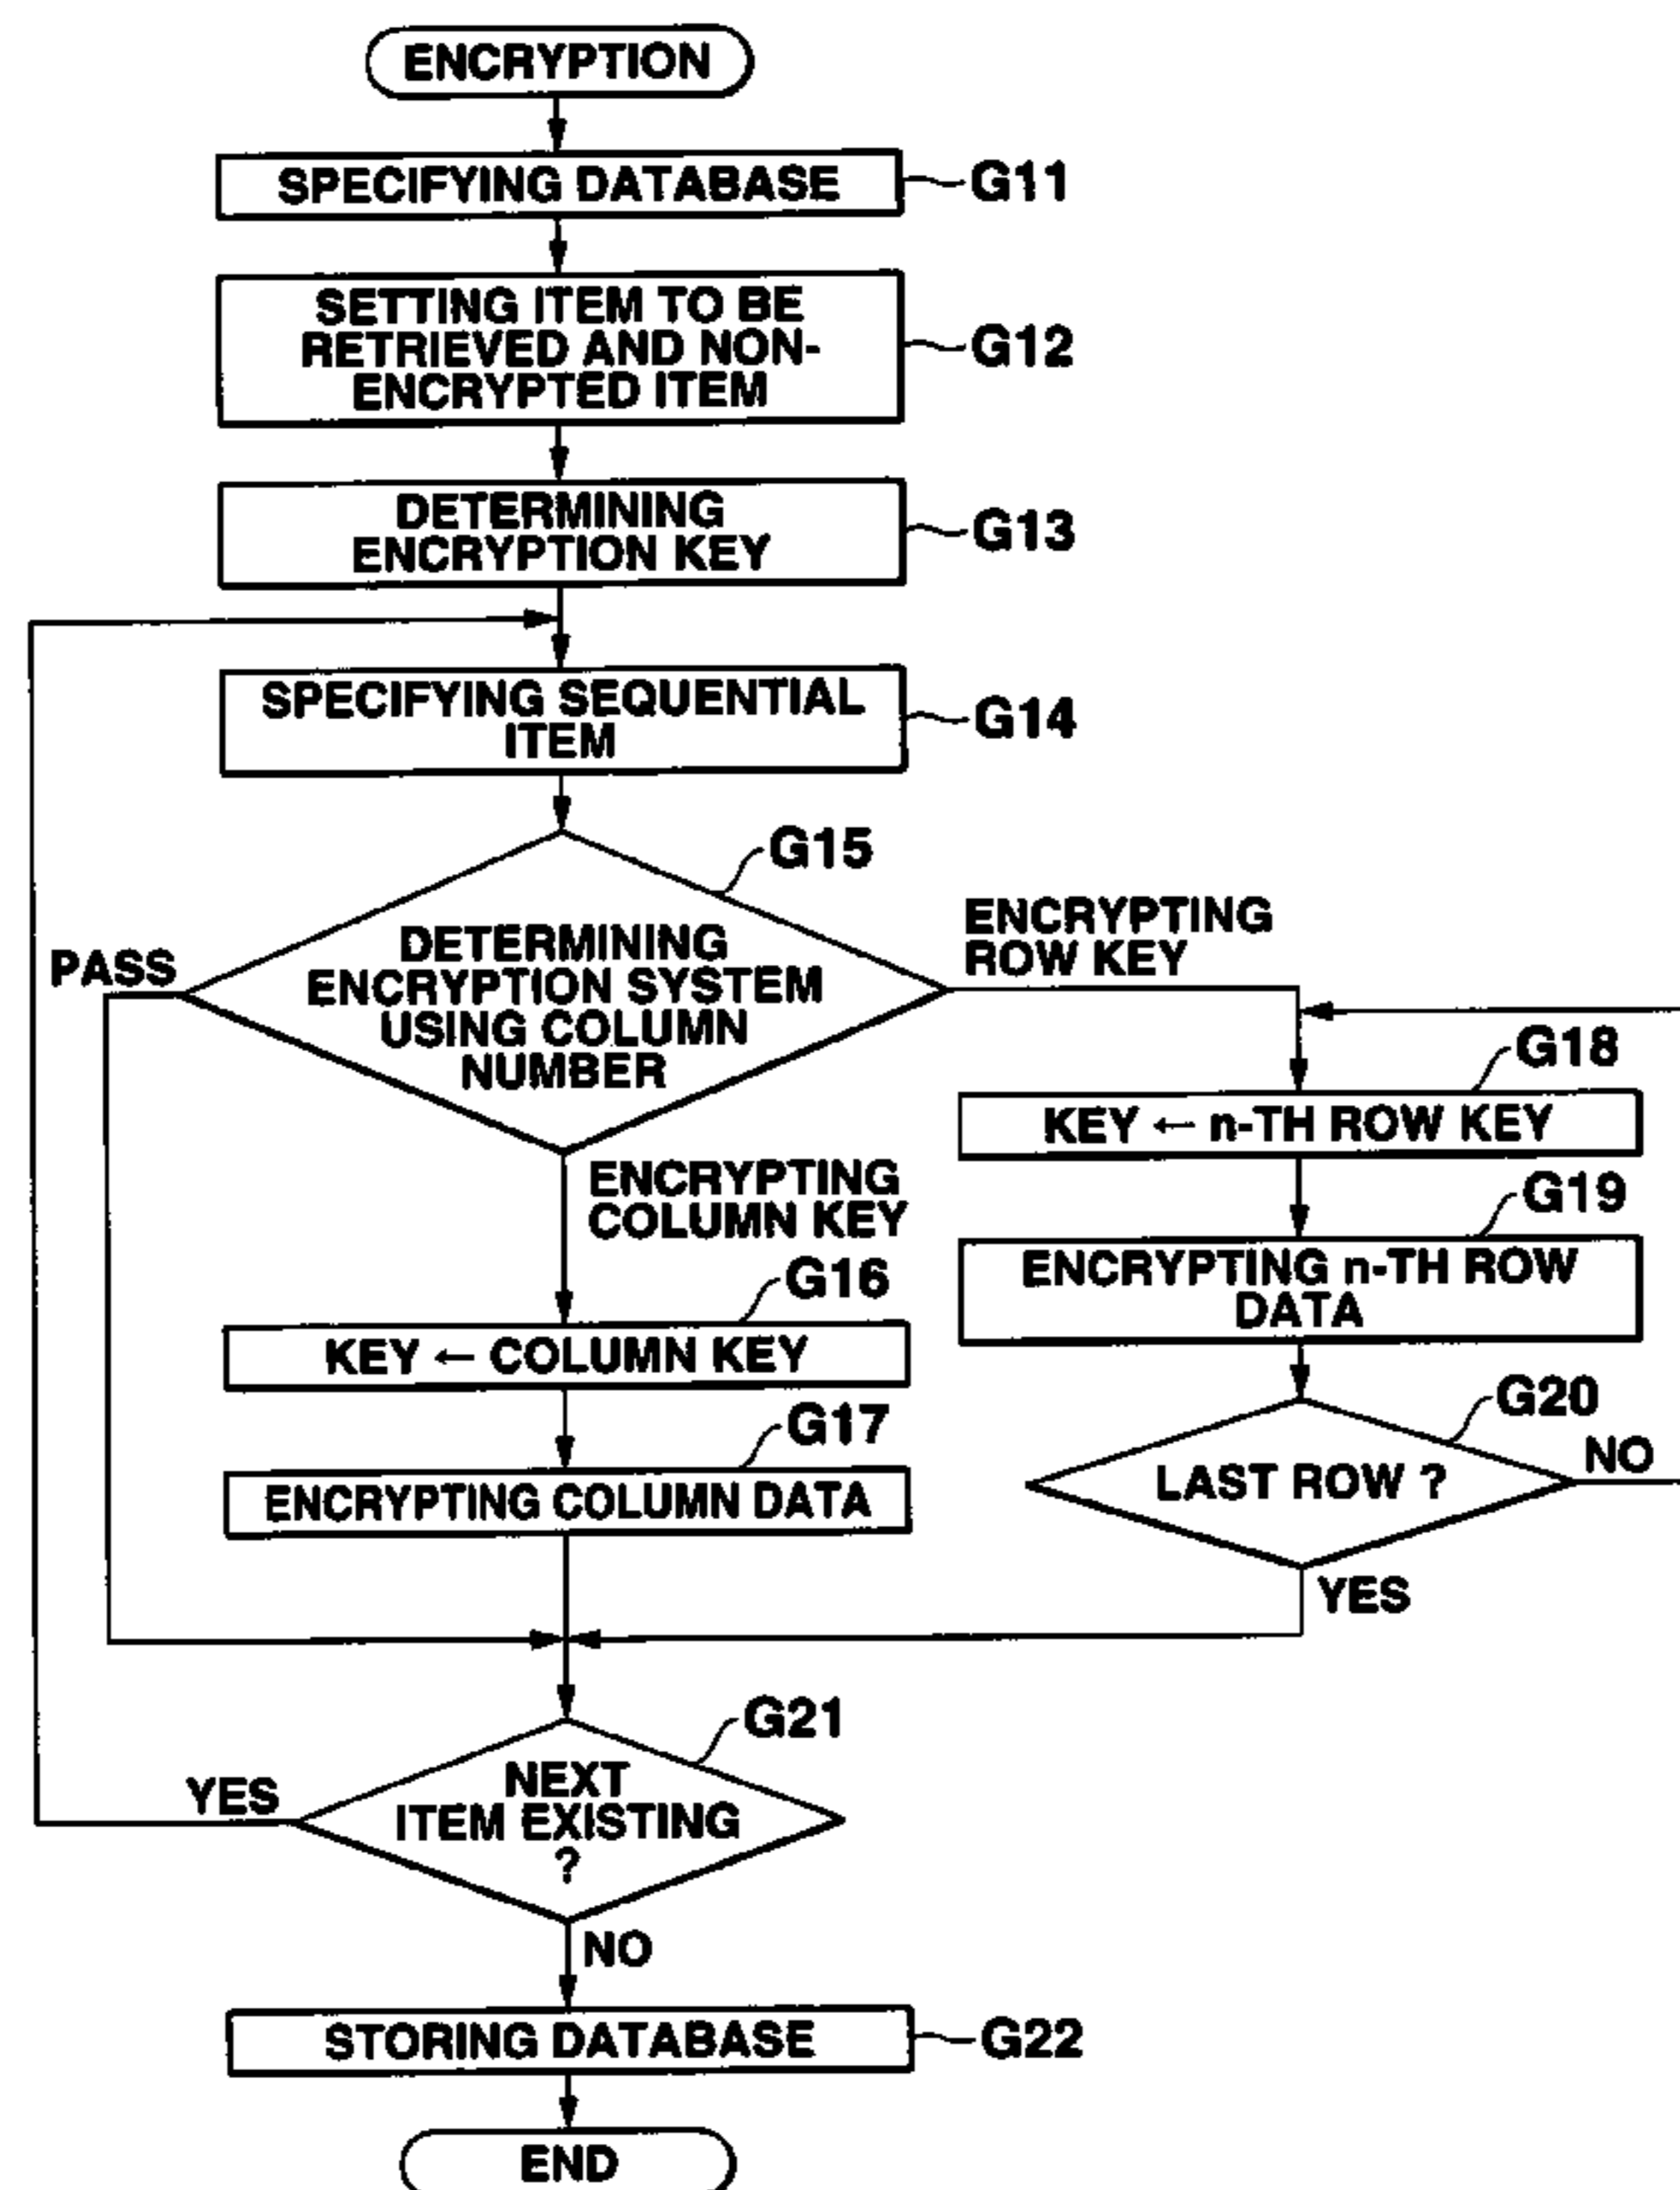 ENCRYPTION
SPECIFYING DATABASE
G11
SETTING ITEM TO BE
RETRIEVED AND NON-
ENCRYPTED ITEM
G12
DETERMINING
ENCRYPTION KEY
G13
SPECIFYING SEQUENTIAL
ITEM
G14
G15
DETERMINING
ENCRYPTION SYSTEM
USING COLUMN
NUMBER
PASS
ENCRYPTING
ROW KEY
ENCRYPTING
COLUMN KEY
G16
KEY ← COLUMN KEY
G17
ENCRYPTING COLUMN DATA
G18
KEY ← n-TH ROW KEY
G19
ENCRYPTING n-TH ROW
DATA
G20
LAST ROW ?
NO
YES
G21
NEXT
ITEM EXISTING
?
YES
NO
STORING DATABASE
G22
END